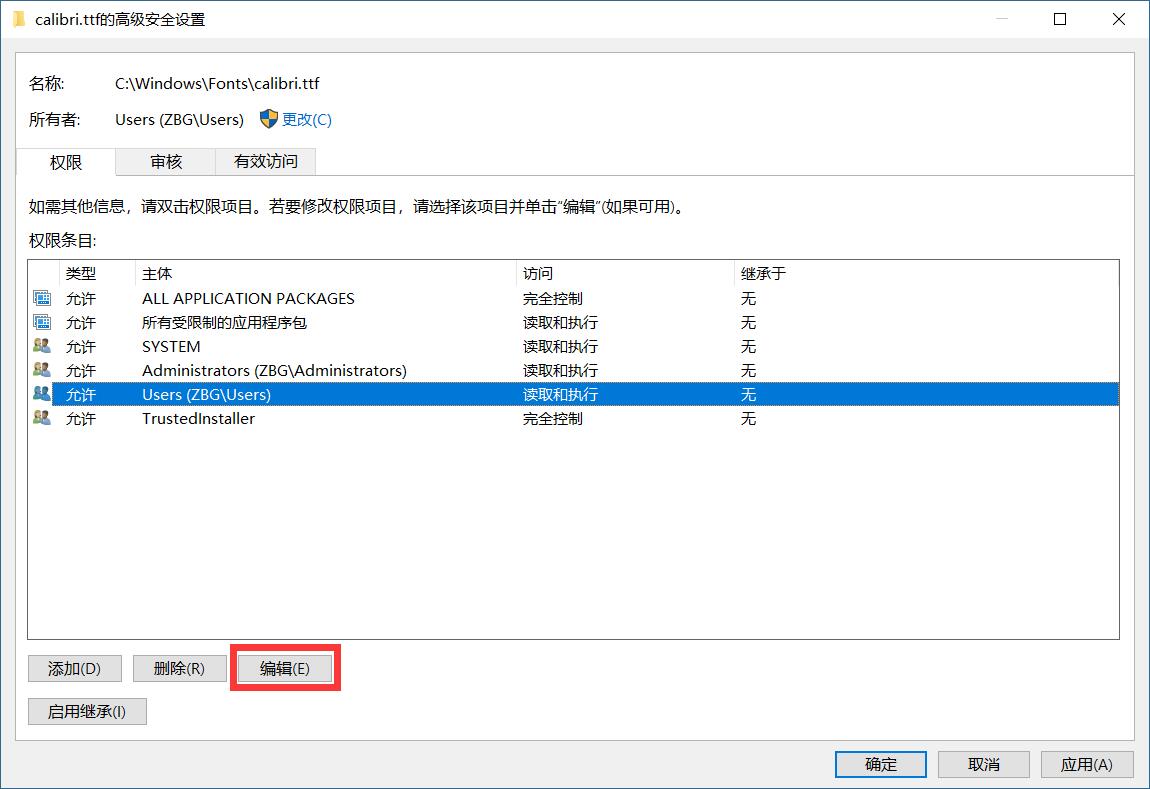 calibri.ttf的高级安全设置
名称: C:\Windows\Fonts\calibri.ttf
所有者: Users (ZBG\Users) 更改(C)
权限 审核 有效访问
如需其他信息，请双击权限项目。若要修改权限项目，请选择该项目并单击“编辑”(如果可用)。
权限条目:
类型 主体 访问 继承于
允许 ALL APPLICATION PACKAGES 完全控制 无
允许 所有受限制的应用程序包 读取和执行 无
允许 SYSTEM 读取和执行 无
允许 Administrators (ZBG\Administrators) 读取和执行 无
允许 Users (ZBG\Users) 读取和执行 无
允许 TrustedInstaller 完全控制 无
添加(D) 删除(R) 编辑(E)
启用继承(I)
确定 取消 应用(A)